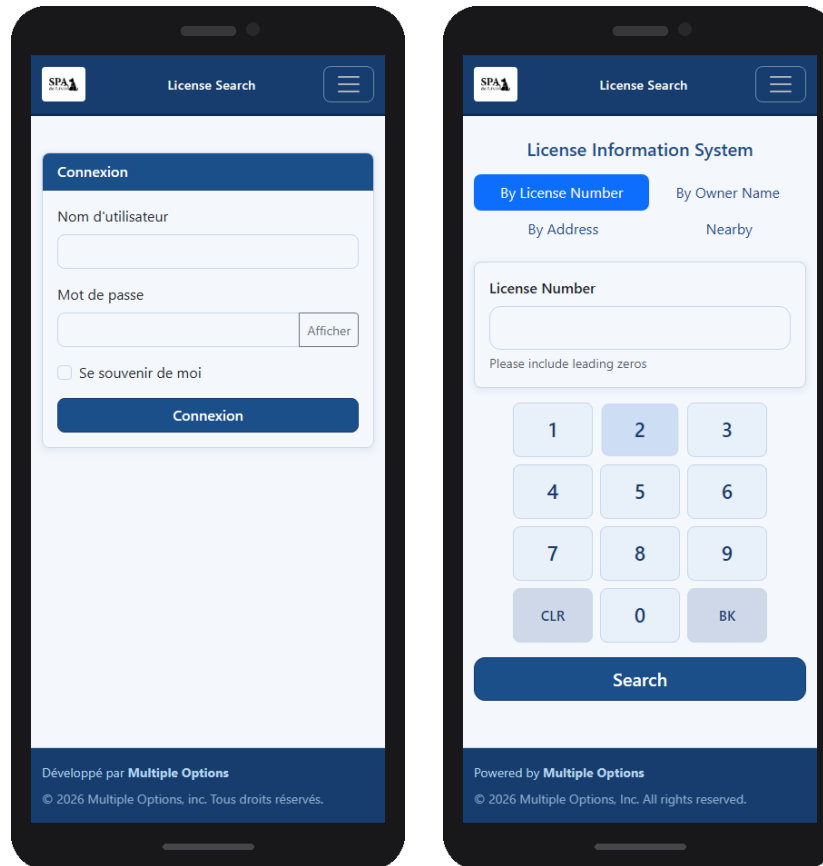 SPA
License Search
Connexion
Nom d'utilisateur
Mot de passe
Afficher
Se souvenir de moi
Connexion
Développé par Multiple Options
© 2026 Multiple Options, inc. Tous droits réservés.
SPA
License Search
License Information System
By License Number
By Owner Name
By Address
Nearby
License Number
Please include leading zeros
1 2 3
4 5 6
7 8 9
CLR 0 BK
Search
Powered by Multiple Options
© 2026 Multiple Options, Inc. All rights reserved.